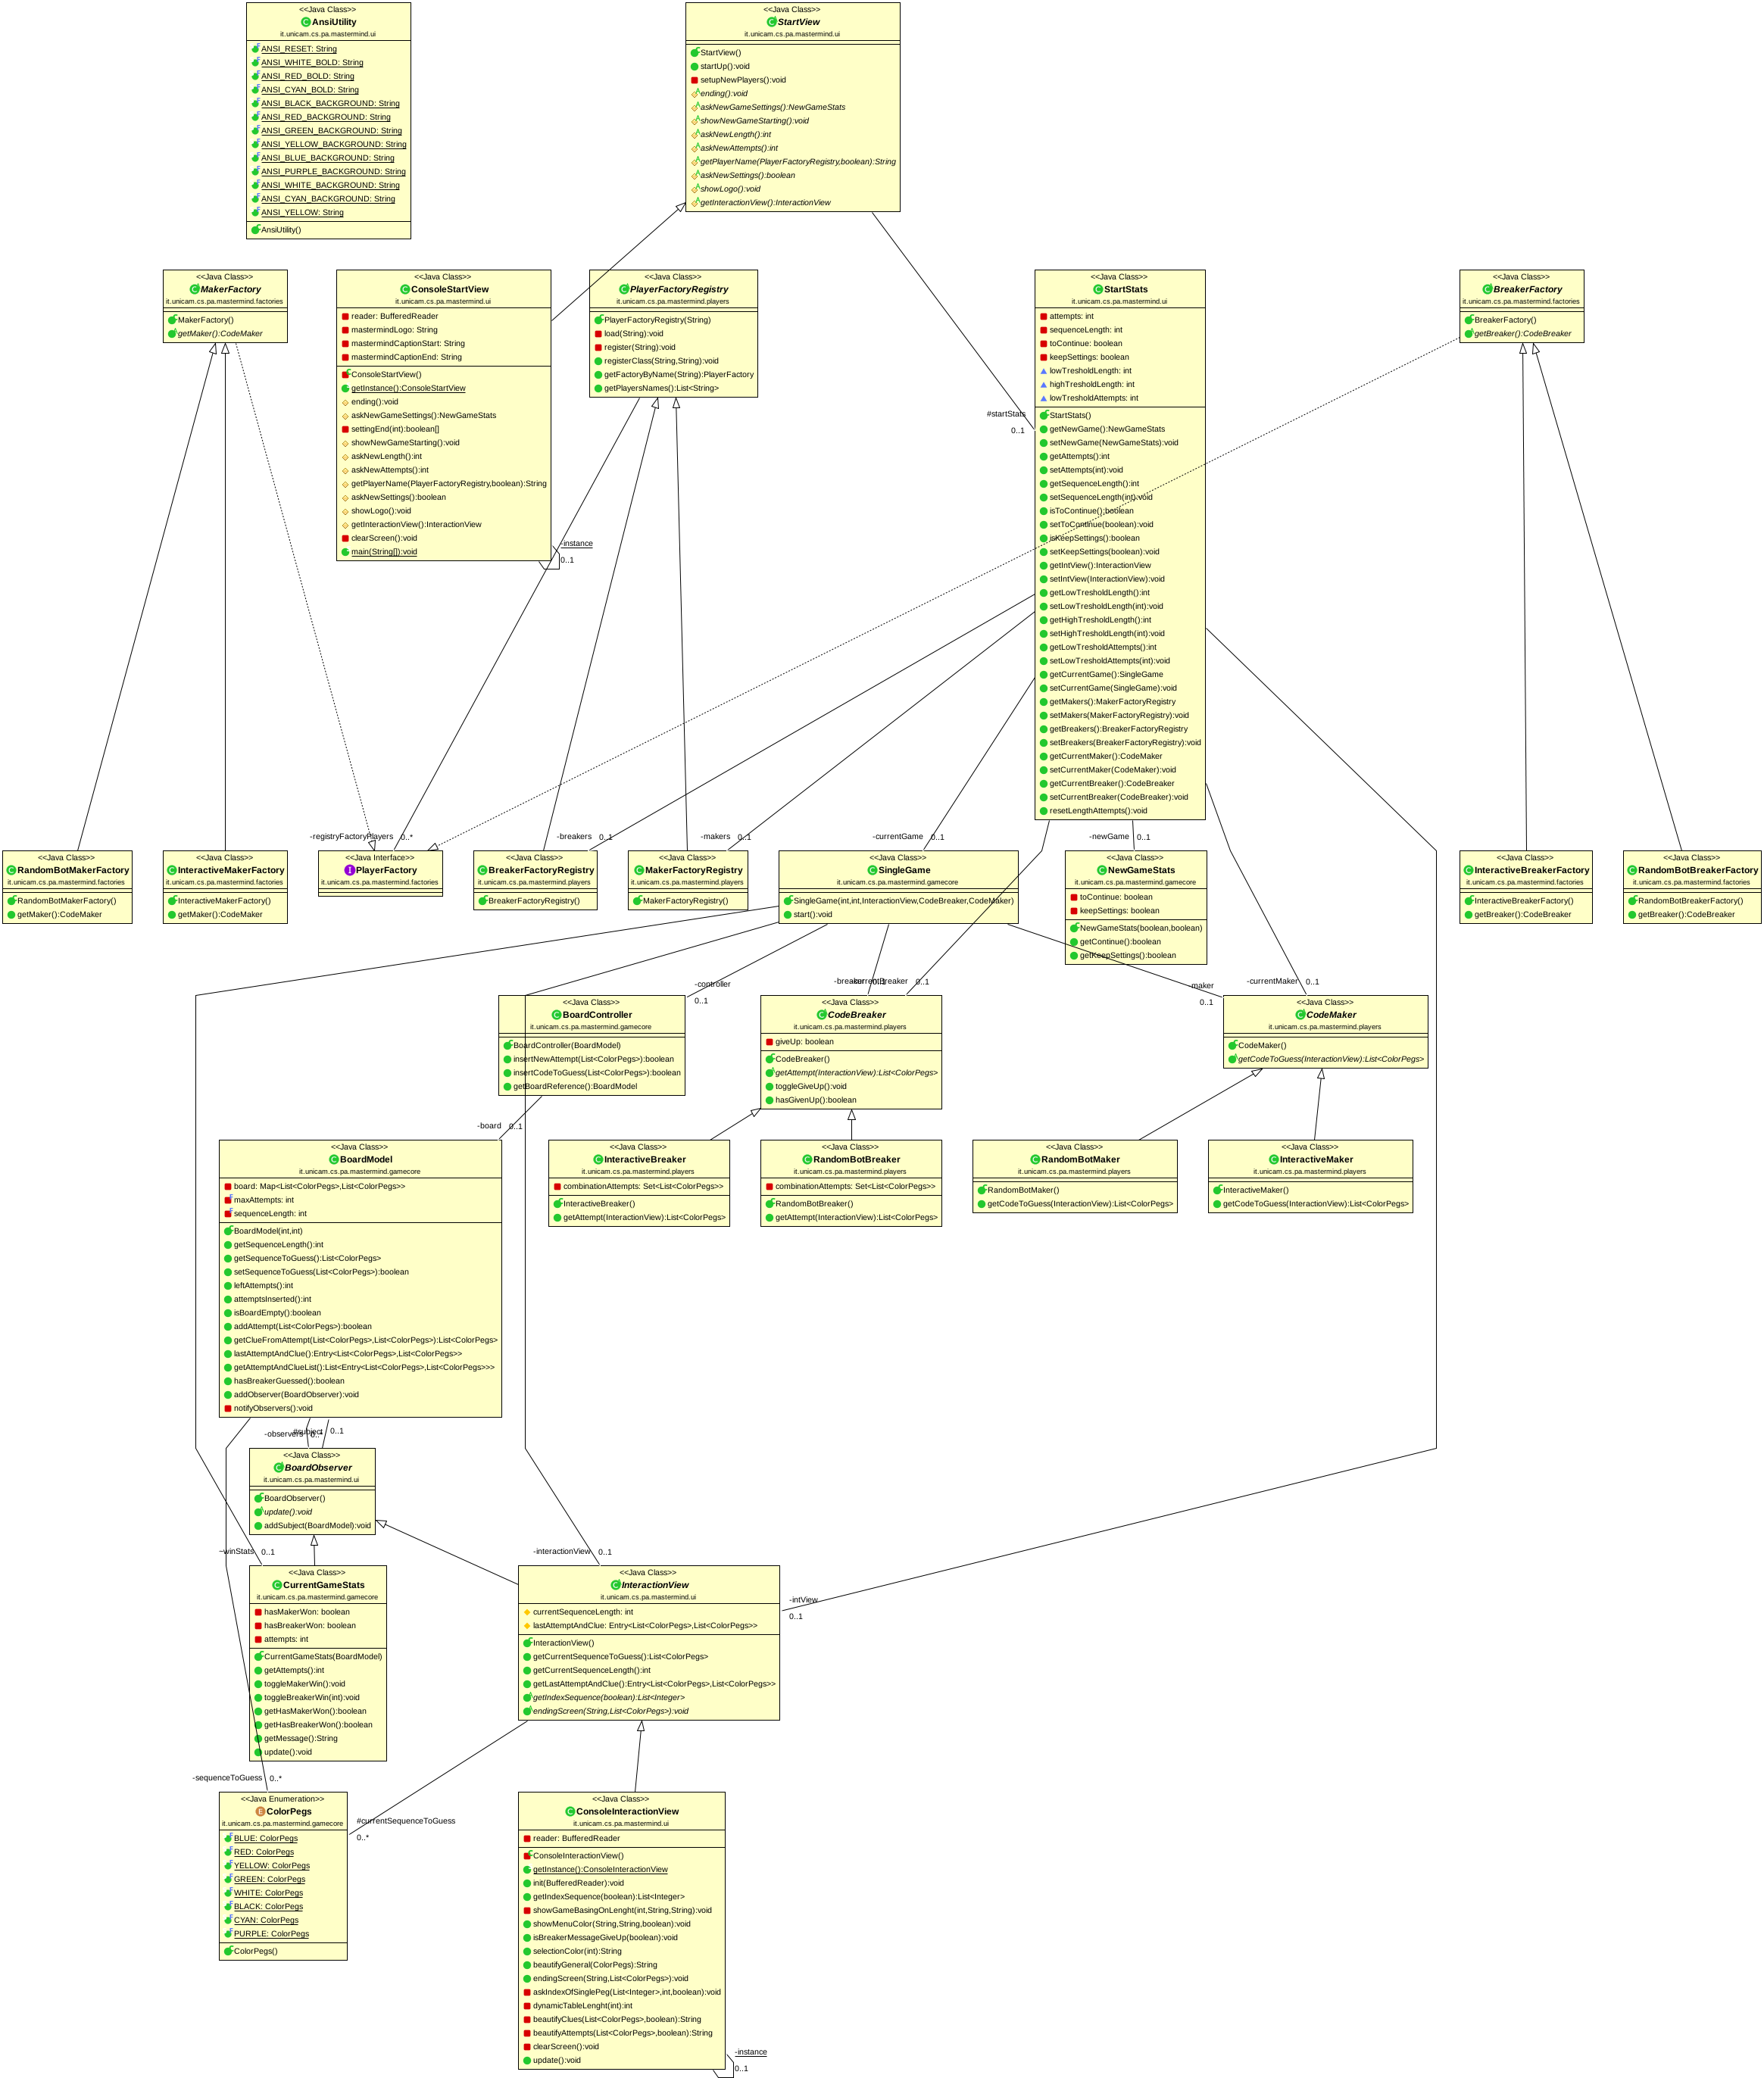 <<Java Class>>
AnsiUtility
it.unicam.cs.pa.mastermind.ui
ANSI_RESET: String
ANSI_WHITE_BOLD: String
ANSI_RED_BOLD: String
ANSI_CYAN_BOLD: String
ANSI_BLACK_BACKGROUND: String
ANSI_RED_BACKGROUND: String
ANSI_GREEN_BACKGROUND: String
ANSI_YELLOW_BACKGROUND: String
ANSI_BLUE_BACKGROUND: String
ANSI_PURPLE_BACKGROUND: String
ANSI_WHITE_BACKGROUND: String
ANSI_CYAN_BACKGROUND: String
ANSI_YELLOW: String
AnsiUtility()
<<Java Class>>
StartView
it.unicam.cs.pa.mastermind.ui
StartView()
startUp():void
setupNewPlayers():void
ending():void
askNewGameSettings():NewGameStats
showNewGameStarting():void
askNewLength():int
askNewAttempts():int
getPlayerName(PlayerFactoryRegistry,boolean):String
askNewSettings():boolean
showLogo():void
getInteractionView():InteractionView
<<Java Class>>
MakerFactory
it.unicam.cs.pa.mastermind.factories
MakerFactory()
getMaker():CodeMaker
<<Java Class>>
ConsoleStartView
it.unicam.cs.pa.mastermind.ui
reader: BufferedReader
mastermindLogo: String
mastermindCaptionStart: String
mastermindCaptionEnd: String
ConsoleStartView()
getInstance():ConsoleStartView
ending():void
askNewGameSettings():NewGameStats
settingEnd(int):boolean[]
showNewGameStarting():void
askNewLength():int
askNewAttempts():int
getPlayerName(PlayerFactoryRegistry,boolean):String
askNewSettings():boolean
showLogo():void
getInteractionView():InteractionView
clearScreen():void
main(String[]):void
-instance
0..1
<<Java Class>>
PlayerFactoryRegistry
it.unicam.cs.pa.mastermind.players
PlayerFactoryRegistry(String)
load(String):void
register(String):void
registerClass(String,String):void
getFactoryByName(String):PlayerFactory
getPlayersNames():List<String>
#startStats
0..1
<<Java Class>>
StartStats
it.unicam.cs.pa.mastermind.ui
attempts: int
sequenceLength: int
toContinue: boolean
keepSettings: boolean
lowTresholdLength: int
highTresholdLength: int
lowTresholdAttempts: int
StartStats()
getNewGame():NewGameStats
setNewGame(NewGameStats):void
getAttempts():int
setAttempts(int):void
getSequenceLength():int
setSequenceLength(int):void
isToContinue():boolean
setToContinue(boolean):void
isKeepSettings():boolean
setKeepSettings(boolean):void
getIntView():InteractionView
setIntView(InteractionView):void
getLowTresholdLength():int
setLowTresholdLength(int):void
getHighTresholdLength():int
setHighTresholdLength(int):void
getLowTresholdAttempts():int
setLowTresholdAttempts(int):void
getCurrentGame():SingleGame
setCurrentGame(SingleGame):void
getMakers():MakerFactoryRegistry
setMakers(MakerFactoryRegistry):void
getBreakers():BreakerFactoryRegistry
setBreakers(BreakerFactoryRegistry):void
getCurrentMaker():CodeMaker
setCurrentMaker(CodeMaker):void
getCurrentBreaker():CodeBreaker
setCurrentBreaker(CodeBreaker):void
resetLengthAttempts():void
<<Java Class>>
BreakerFactory
it.unicam.cs.pa.mastermind.factories
BreakerFactory()
getBreaker():CodeBreaker
-registryFactoryPlayers 0..*
-breakers 0..1
-makers 0..1
-currentGame 0..1
-newGame 0..1
<<Java Class>>
RandomBotMakerFactory
it.unicam.cs.pa.mastermind.factories
RandomBotMakerFactory()
getMaker():CodeMaker
<<Java Class>>
InteractiveMakerFactory
it.unicam.cs.pa.mastermind.factories
InteractiveMakerFactory()
getMaker():CodeMaker
<<Java Interface>>
PlayerFactory
it.unicam.cs.pa.mastermind.factories
<<Java Class>>
BreakerFactoryRegistry
it.unicam.cs.pa.mastermind.players
BreakerFactoryRegistry()
<<Java Class>>
MakerFactoryRegistry
it.unicam.cs.pa.mastermind.players
MakerFactoryRegistry()
<<Java Class>>
SingleGame
it.unicam.cs.pa.mastermind.gamecore
SingleGame(int,int,InteractionView,CodeBreaker,CodeMaker)
start():void
<<Java Class>>
NewGameStats
it.unicam.cs.pa.mastermind.gamecore
toContinue: boolean
keepSettings: boolean
NewGameStats(boolean,boolean)
getContinue():boolean
getKeepSettings():boolean
<<Java Class>>
InteractiveBreakerFactory
it.unicam.cs.pa.mastermind.factories
InteractiveBreakerFactory()
getBreaker():CodeBreaker
<<Java Class>>
RandomBotBreakerFactory
it.unicam.cs.pa.mastermind.factories
RandomBotBreakerFactory()
getBreaker():CodeBreaker
-controller
0..1
-breaker 0..1
-currentBreaker 0..1
-maker
0..1
-currentMaker 0..1
<<Java Class>>
BoardController
it.unicam.cs.pa.mastermind.gamecore
BoardController(BoardModel)
insertNewAttempt(List<ColorPegs>):boolean
insertCodeToGuess(List<ColorPegs>):boolean
getBoardReference():BoardModel
<<Java Class>>
CodeBreaker
it.unicam.cs.pa.mastermind.players
giveUp: boolean
CodeBreaker()
getAttempt(InteractionView):List<ColorPegs>
toggleGiveUp():void
hasGivenUp():boolean
<<Java Class>>
CodeMaker
it.unicam.cs.pa.mastermind.players
CodeMaker()
getCodeToGuess(InteractionView):List<ColorPegs>
-board 0..1
<<Java Class>>
BoardModel
it.unicam.cs.pa.mastermind.gamecore
board: Map<List<ColorPegs>,List<ColorPegs>>
maxAttempts: int
sequenceLength: int
BoardModel(int,int)
getSequenceLength():int
getSequenceToGuess():List<ColorPegs>
setSequenceToGuess(List<ColorPegs>):boolean
leftAttempts():int
attemptsInserted():int
isBoardEmpty():boolean
addAttempt(List<ColorPegs>):boolean
getClueFromAttempt(List<ColorPegs>,List<ColorPegs>):List<ColorPegs>
lastAttemptAndClue():Entry<List<ColorPegs>,List<ColorPegs>>
getAttemptAndClueList():List<Entry<List<ColorPegs>,List<ColorPegs>>>
hasBreakerGuessed():boolean
addObserver(BoardObserver):void
notifyObservers():void
<<Java Class>>
InteractiveBreaker
it.unicam.cs.pa.mastermind.players
combinationAttempts: Set<List<ColorPegs>>
InteractiveBreaker()
getAttempt(InteractionView):List<ColorPegs>
<<Java Class>>
RandomBotBreaker
it.unicam.cs.pa.mastermind.players
combinationAttempts: Set<List<ColorPegs>>
RandomBotBreaker()
getAttempt(InteractionView):List<ColorPegs>
<<Java Class>>
RandomBotMaker
it.unicam.cs.pa.mastermind.players
RandomBotMaker()
getCodeToGuess(InteractionView):List<ColorPegs>
<<Java Class>>
InteractiveMaker
it.unicam.cs.pa.mastermind.players
InteractiveMaker()
getCodeToGuess(InteractionView):List<ColorPegs>
-observers 0..*
#subject 0..1
<<Java Class>>
BoardObserver
it.unicam.cs.pa.mastermind.ui
BoardObserver()
update():void
addSubject(BoardModel):void
~winStats 0..1
-interactionView 0..1
<<Java Class>>
CurrentGameStats
it.unicam.cs.pa.mastermind.gamecore
hasMakerWon: boolean
hasBreakerWon: boolean
attempts: int
CurrentGameStats(BoardModel)
getAttempts():int
toggleMakerWin():void
toggleBreakerWin(int):void
getHasMakerWon():boolean
getHasBreakerWon():boolean
getMessage():String
update():void
<<Java Class>>
InteractionView
it.unicam.cs.pa.mastermind.ui
currentSequenceLength: int
lastAttemptAndClue: Entry<List<ColorPegs>,List<ColorPegs>>
InteractionView()
getCurrentSequenceToGuess():List<ColorPegs>
getCurrentSequenceLength():int
getLastAttemptAndClue():Entry<List<ColorPegs>,List<ColorPegs>>
getIndexSequence(boolean):List<Integer>
endingScreen(String,List<ColorPegs>):void
-intView
0..1
-sequenceToGuess 0..*
<<Java Enumeration>>
ColorPegs
it.unicam.cs.pa.mastermind.gamecore
BLUE: ColorPegs
RED: ColorPegs
YELLOW: ColorPegs
GREEN: ColorPegs
WHITE: ColorPegs
BLACK: ColorPegs
CYAN: ColorPegs
PURPLE: ColorPegs
ColorPegs()
#currentSequenceToGuess
0..*
<<Java Class>>
ConsoleInteractionView
it.unicam.cs.pa.mastermind.ui
reader: BufferedReader
ConsoleInteractionView()
getInstance():ConsoleInteractionView
init(BufferedReader):void
getIndexSequence(boolean):List<Integer>
showGameBasingOnLenght(int,String,String):void
showMenuColor(String,String,boolean):void
isBreakerMessageGiveUp(boolean):void
selectionColor(int):String
beautifyGeneral(ColorPegs):String
endingScreen(String,List<ColorPegs>):void
askIndexOfSinglePeg(List<Integer>,int,boolean):void
dynamicTableLenght(int):int
beautifyClues(List<ColorPegs>,boolean):String
beautifyAttempts(List<ColorPegs>,boolean):String
clearScreen():void
update():void
-instance
0..1